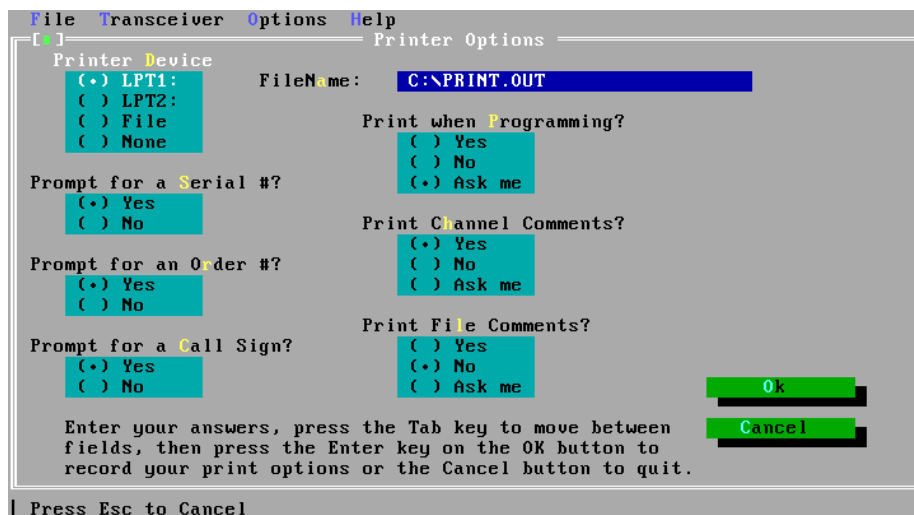 File Transceiver Options Help
[▪] Printer Options
Printer Device
(•) LPT1:
( ) LPT2:
( ) File
( ) None
FileName: C:\PRINT.OUT
Print when Programming?
( ) Yes
( ) No
(•) Ask me
Prompt for a Serial #?
(•) Yes
( ) No
Print Channel Comments?
(•) Yes
( ) No
( ) Ask me
Prompt for an Order #?
(•) Yes
( ) No
Print File Comments?
( ) Yes
(•) No
( ) Ask me
Prompt for a Call Sign?
(•) Yes
( ) No
Ok
Cancel
Enter your answers, press the Tab key to move between
fields, then press the Enter key on the OK button to
record your print options or the Cancel button to quit.
Press Esc to Cancel